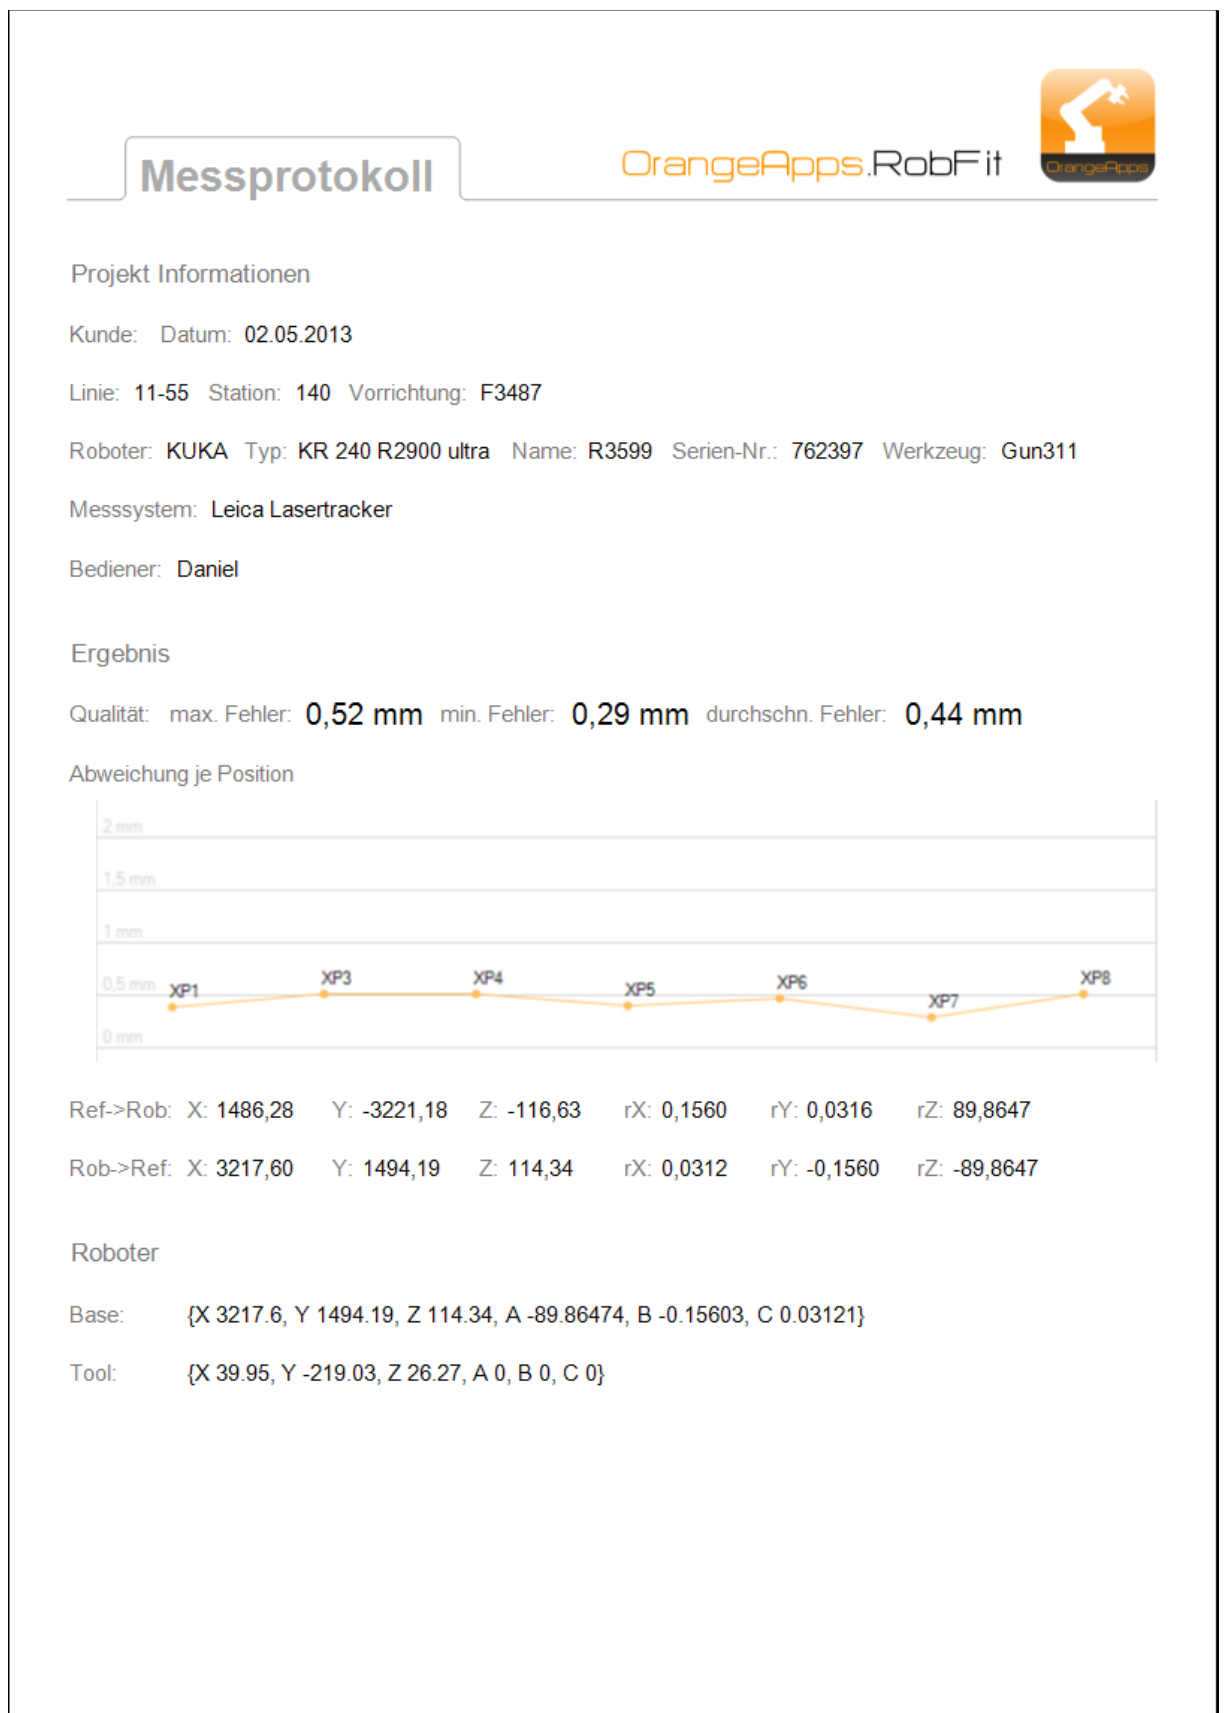 Messprotokoll
OrangeApps.RobFit
OrangeApps
Projekt Informationen
Kunde: Datum: 02.05.2013
Linie: 11-55 Station: 140 Vorrichtung: F3487
Roboter: KUKA Typ: KR 240 R2900 ultra Name: R3599 Serien-Nr.: 762397 Werkzeug: Gun311
Messsystem: Leica Lasertracker
Bediener: Daniel
Ergebnis
Qualität: max. Fehler: 0,52 mm min. Fehler: 0,29 mm durchschn. Fehler: 0,44 mm
Abweichung je Position
2 mm
1,5 mm
1 mm
0,5 mm XP1 XP3 XP4 XP5 XP6 XP7 XP8
0 mm
Ref->Rob: X: 1486,28 Y: -3221,18 Z: -116,63 rX: 0,1560 rY: 0,0316 rZ: 89,8647
Rob->Ref: X: 3217,60 Y: 1494,19 Z: 114,34 rX: 0,0312 rY: -0,1560 rZ: -89,8647
Roboter
Base: {X 3217.6, Y 1494.19, Z 114.34, A -89.86474, B -0.15603, C 0.03121}
Tool: {X 39.95, Y -219.03, Z 26.27, A 0, B 0, C 0}